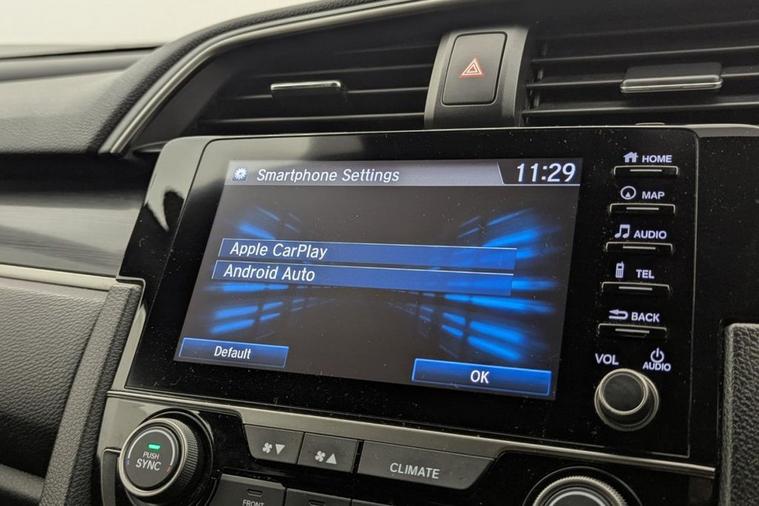 Smartphone Settings 11:29
Apple CarPlay
Android Auto
Default
OK
HOME
MAP
AUDIO
TEL
BACK
VOL
AUDIO
PUSH
SYNC
CLIMATE
FRONT